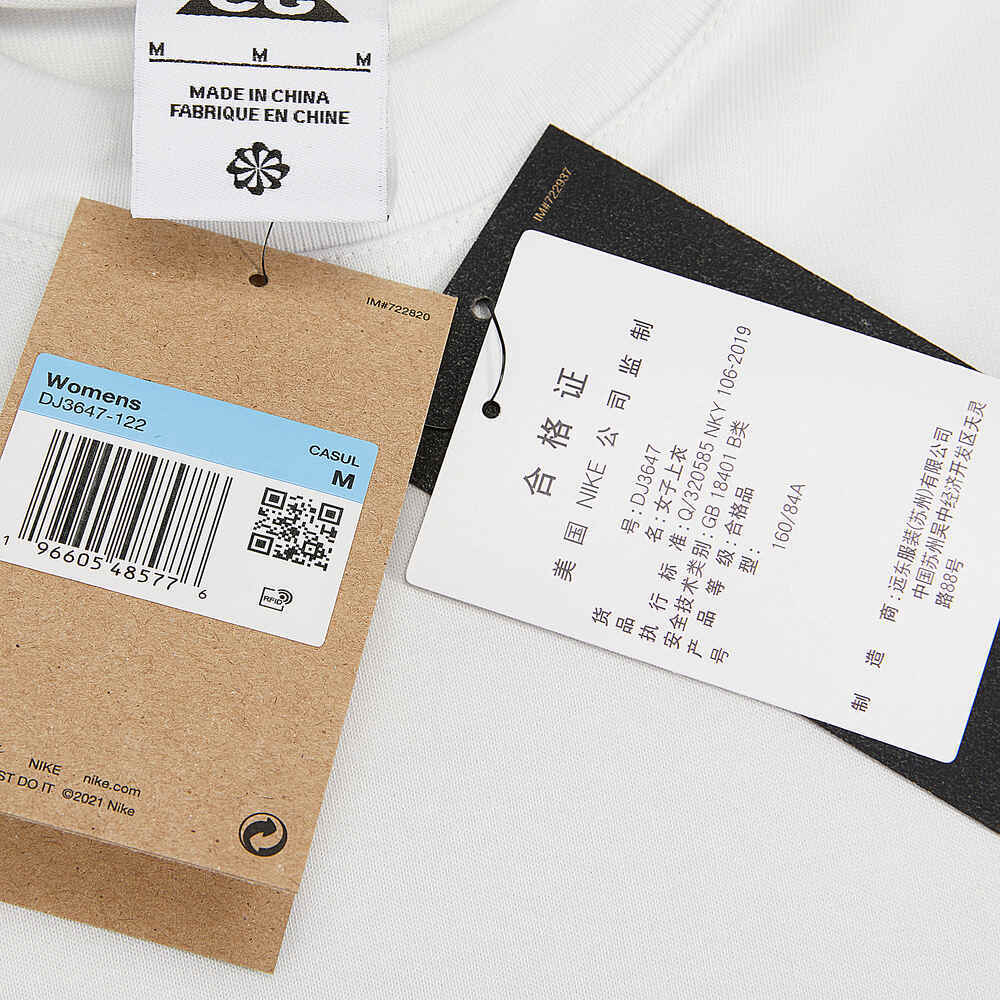 M M M
MADE IN CHINA
FABRIQUE EN CHINE
IM#722820
Womens
DJ3647-122
CASUL
M
1 96605 48577 6
RFID
NIKE nike.com
ST DO IT ©2021 Nike
IM#722937
合格证
美国 NIKE 公司监制
货号:DJ3647
品名:女子上衣
执行标准:Q/320585 NKY 106-2019
安全技术类别:GB 18401 B类
产品等级:合格品
号型:160/84A
制造商:远东服装(苏州)有限公司
中国苏州吴中经济开发区天灵
路88号